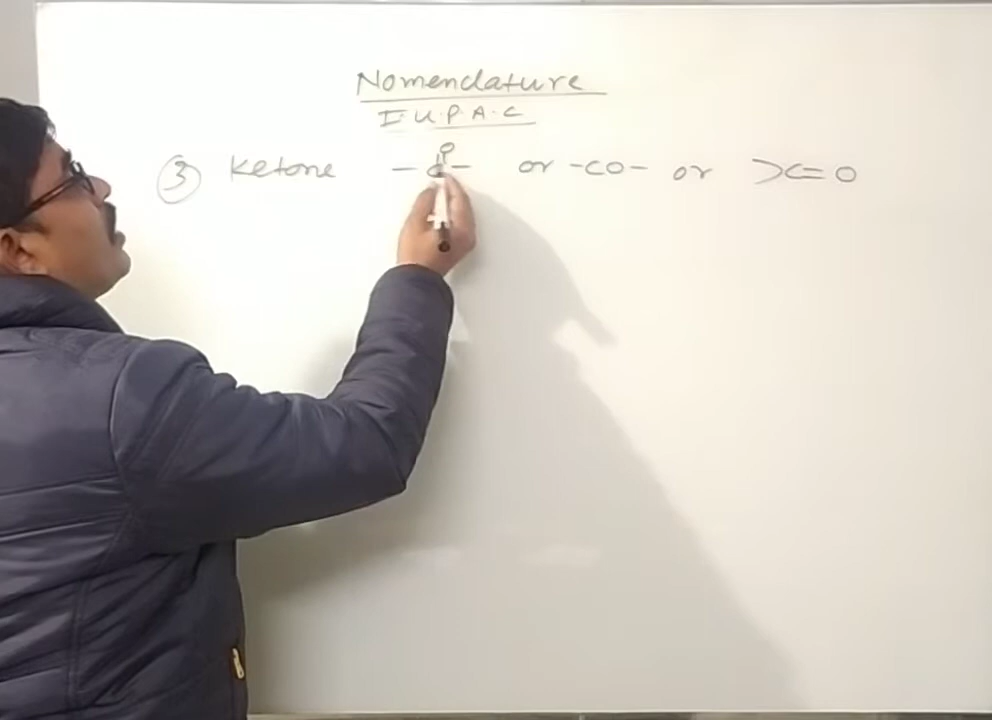 Nomenclature
I.U.P.A.C
O
③ Ketone -C- or -CO- or >C=O